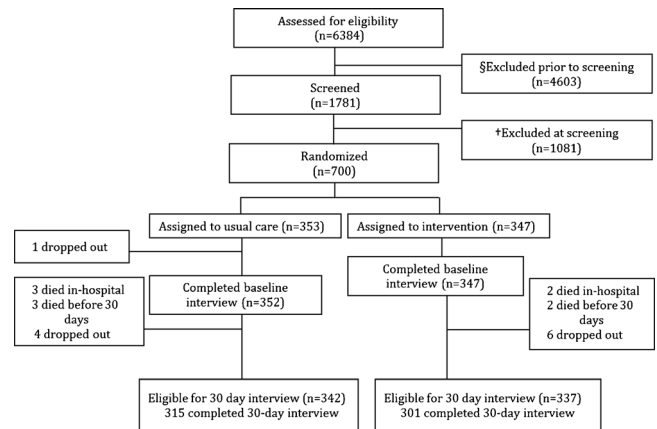 Assessed for eligibility
(n=6384)
§Excluded prior to screening
(n=4603)
Screened
(n=1781)
†Excluded at screening
(n=1081)
Randomized
(n=700)
Assigned to usual care (n=353)
Assigned to intervention (n=347)
1 dropped out
Completed baseline
interview (n=352)
Completed baseline
interview (n=347)
3 died in-hospital
3 died before 30
days
4 dropped out
2 died in-hospital
2 died before 30
days
6 dropped out
Eligible for 30 day interview (n=342)
315 completed 30-day interview
Eligible for 30 day interview (n=337)
301 completed 30-day interview